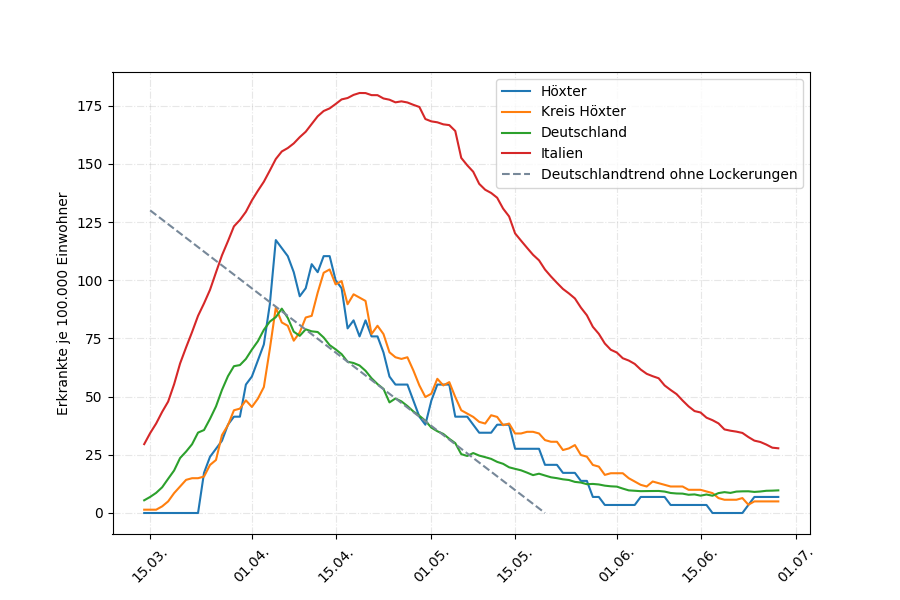 Höxter
Kreis Höxter
Deutschland
Italien
Deutschlandtrend ohne Lockerungen
Erkrankte je 100.000 Einwohner
175
150
125
100
75
50
25
0
15.03.
01.04.
15.04.
01.05.
15.05.
01.06.
15.06.
01.07.